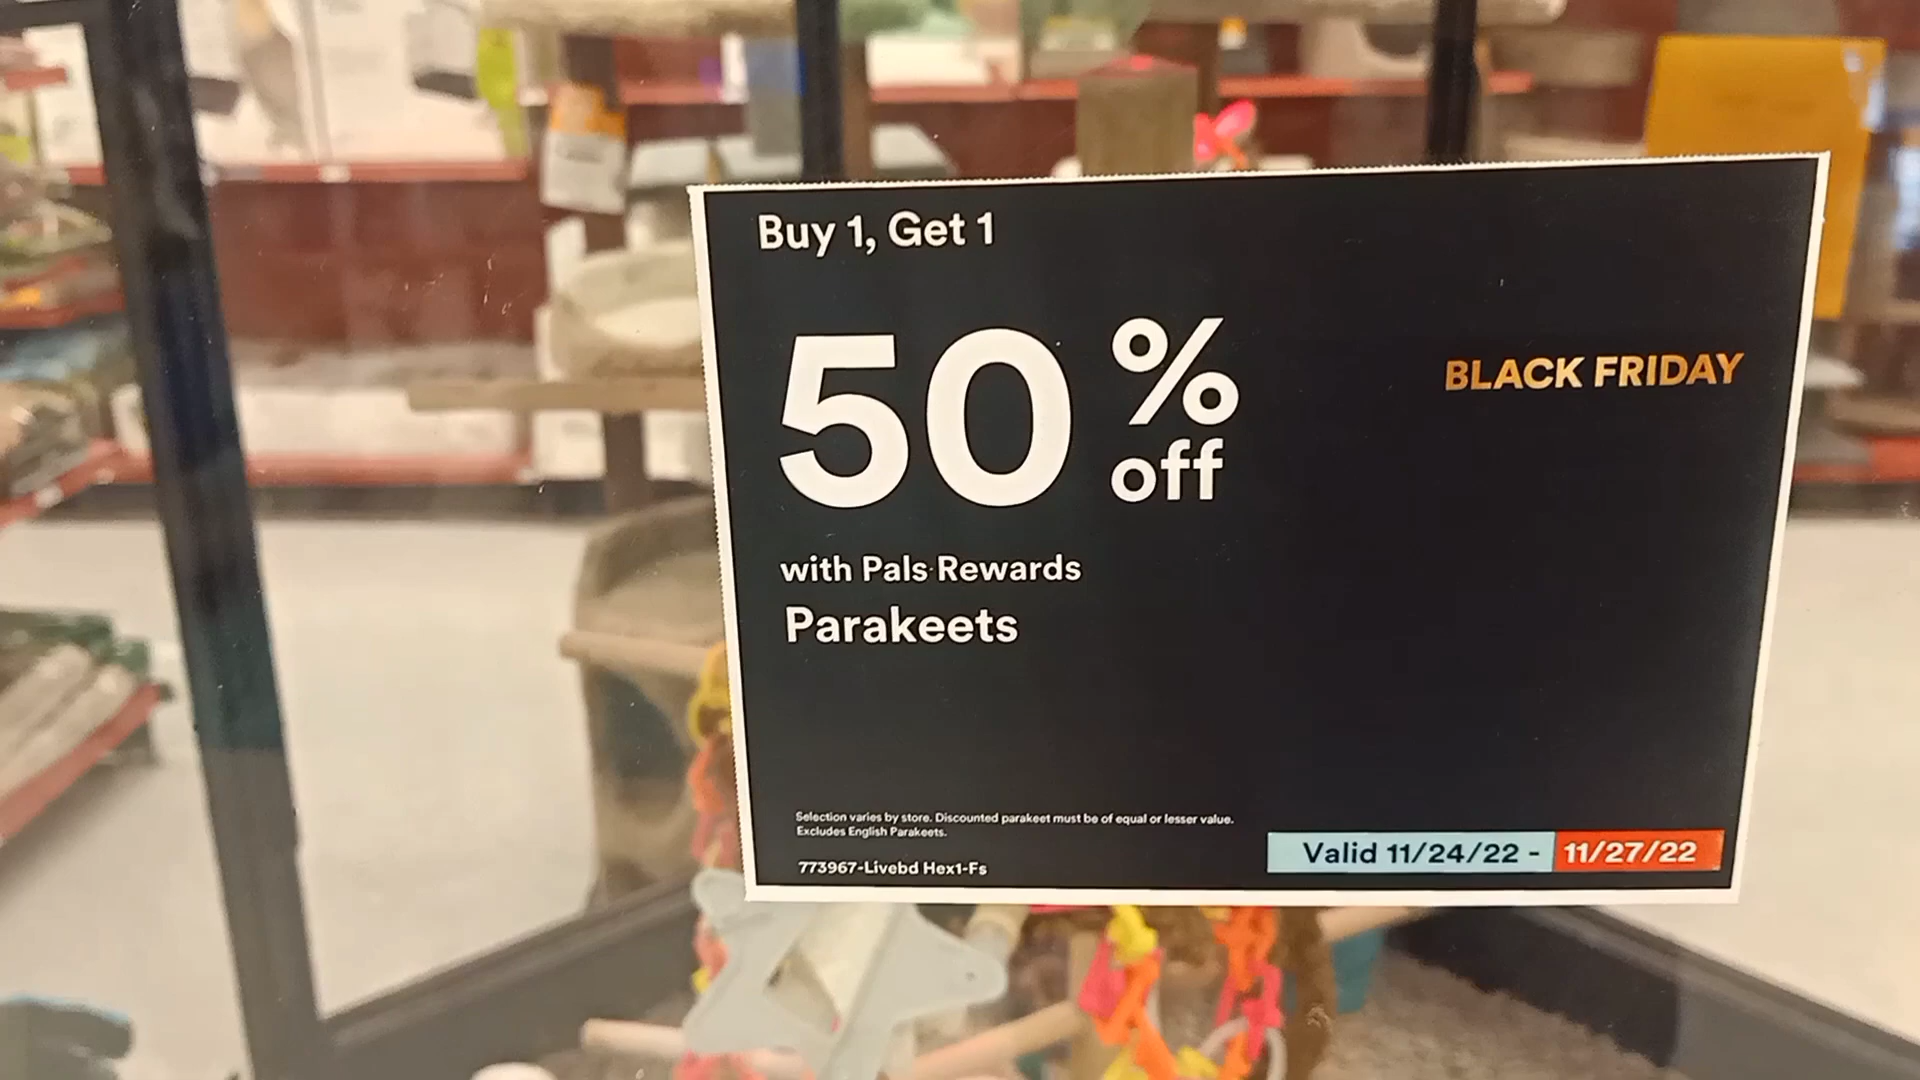 Buy 1, Get 1
50%
off
BLACK FRIDAY
with Pals Rewards
Parakeets
Selection varies by store. Discounted parakeet must be of equal or lesser value.
Excludes English Parakeets.
773967-Livebd Hex1-Fs
Valid 11/24/22 - 11/27/22